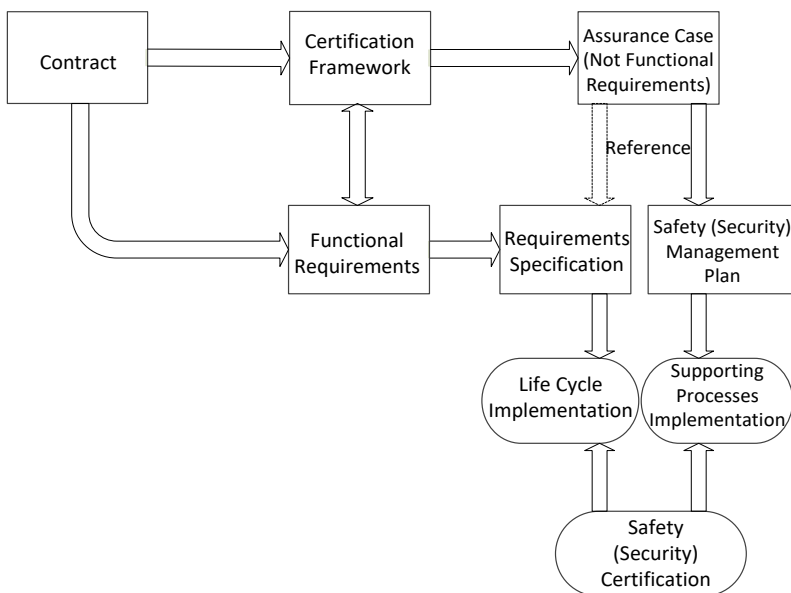 Contract
Certification
Framework
Assurance Case
(Not Functional
Requirements)
Reference
Functional
Requirements
Requirements
Specification
Safety (Security)
Management
Plan
Life Cycle
Implementation
Supporting
Processes
Implementation
Safety
(Security)
Certification